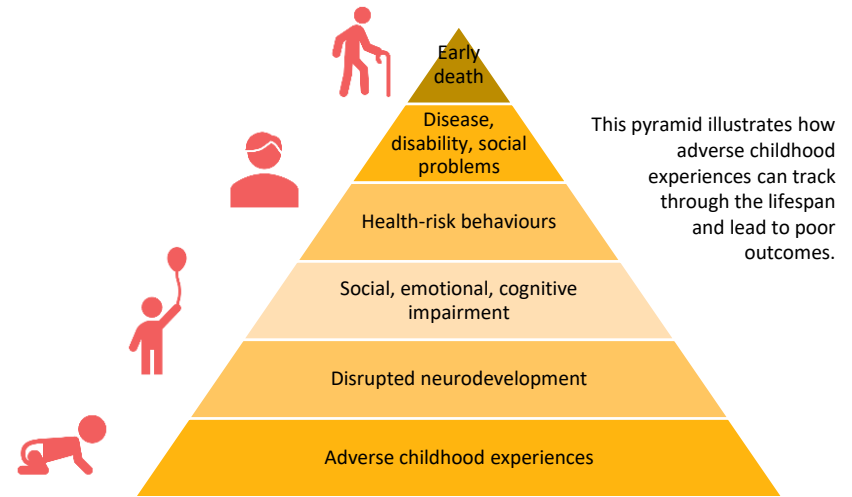 Early
death
Disease,
disability, social
problems
This pyramid illustrates how
adverse childhood
experiences can track
through the lifespan
and lead to poor
outcomes.
Health-risk behaviours
Social, emotional, cognitive
impairment
Disrupted neurodevelopment
Adverse childhood experiences